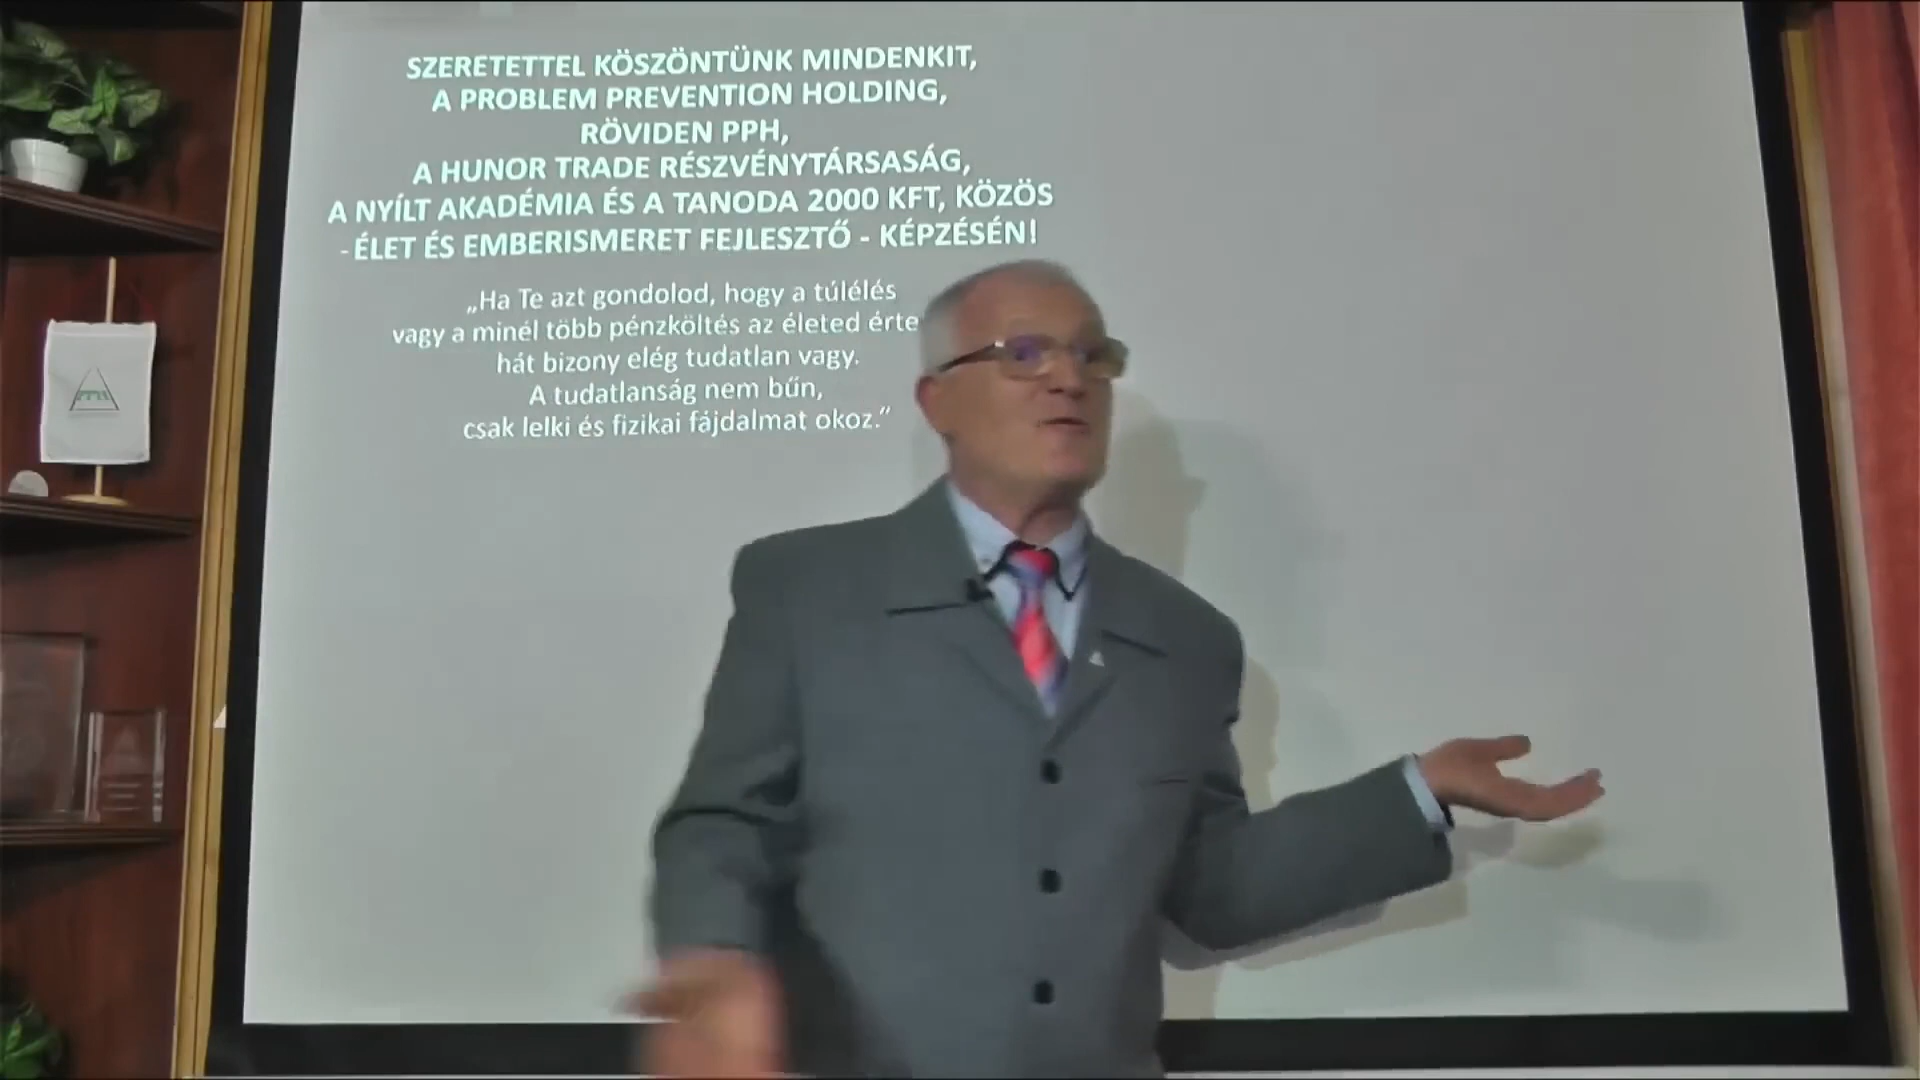 SZERETETTEL KÖSZÖNTÜNK MINDENKIT,
A PROBLEM PREVENTION HOLDING,
RÖVIDEN PPH,
A HUNOR TRADE RÉSZVÉNYTÁRSASÁG,
A NYÍLT AKADÉMIA ÉS A TANODA 2000 KFT, KÖZÖS
- ÉLET ÉS EMBERISMERET FEJLESZTŐ - KÉPZÉSÉN!
„Ha Te azt gondolod, hogy a túlélés
vagy a minél több pénzköltés az életed érte
hát bizony elég tudatlan vagy.
A tudatlanság nem bűn,
csak lelki és fizikai fájdalmat okoz.”